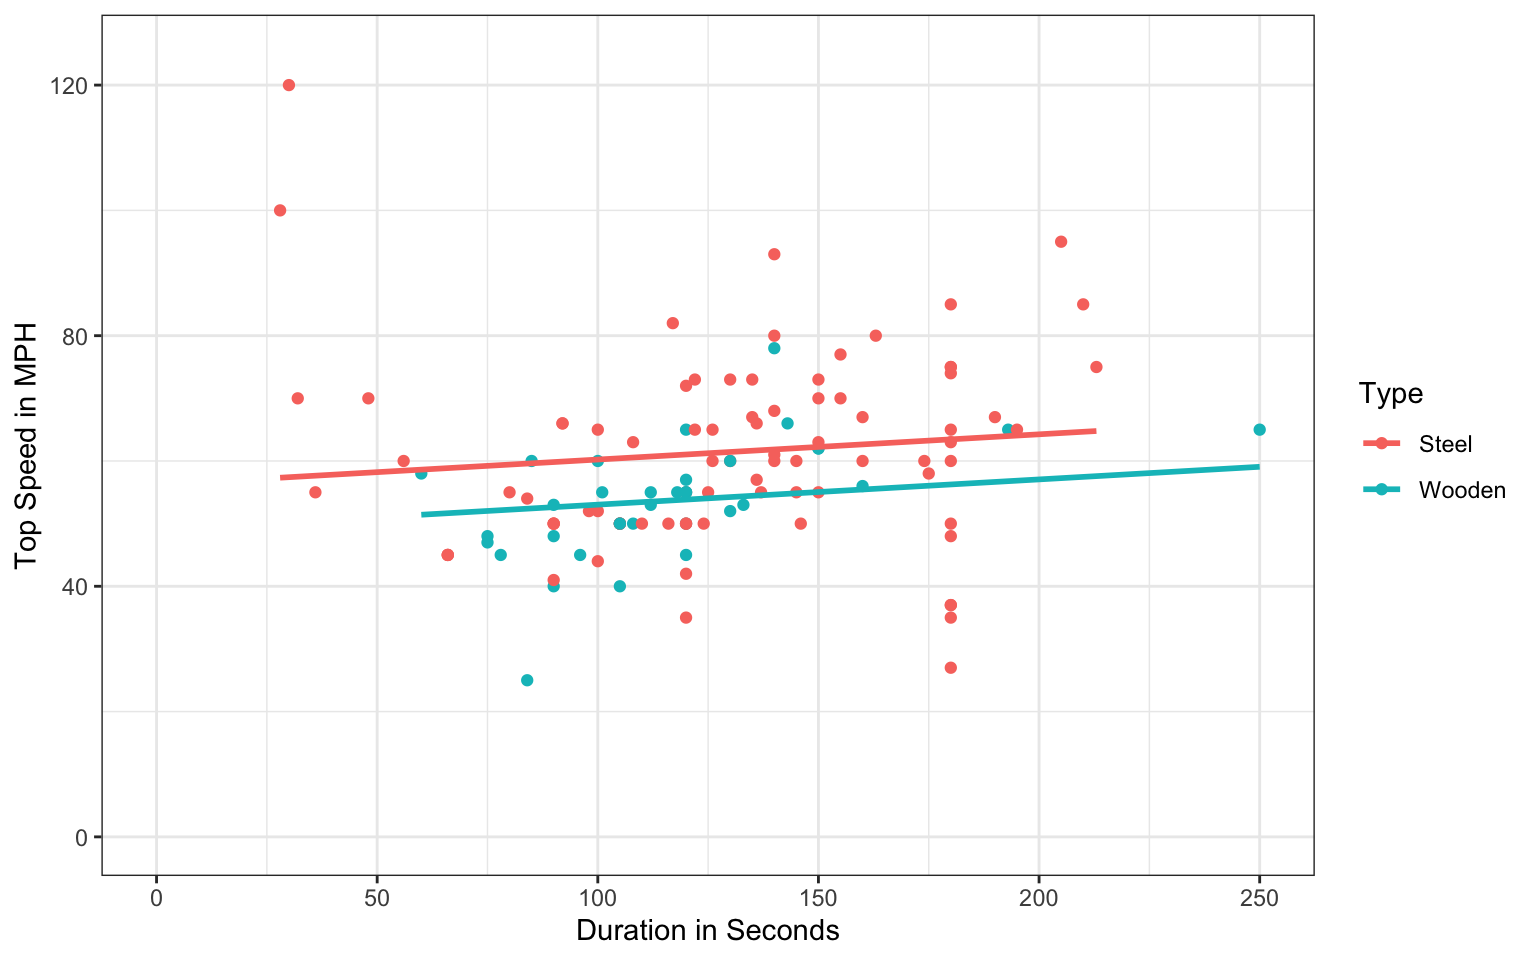 120
80
40
0
0 50 100 150 200 250
Duration in Seconds
Top Speed in MPH
Type
Steel
Wooden